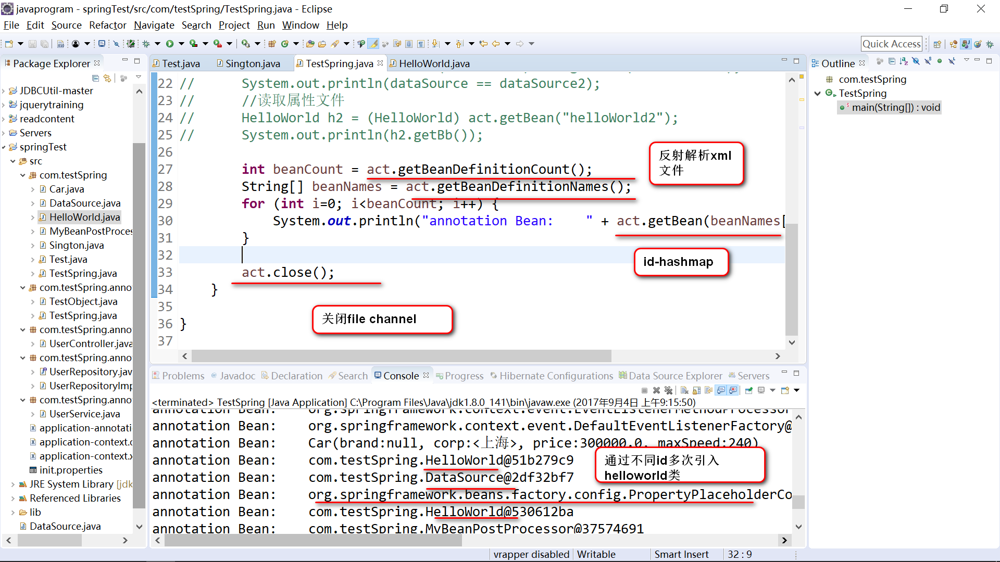 javaprogram - springTest/src/com/testSpring/TestSpring.java - Eclipse
File Edit Source Refactor Navigate Search Project Run Window Help
Quick Access
Package Explorer
JDBCUtil-master
jquerytraining
readcontent
Servers
springTest
src
com.testSpring
Car.java
DataSource.java
HelloWorld.java
MyBeanPostProces
Sington.java
Test.java
TestSpring.java
com.testSpring.anno
TestObject.java
TestSpring.java
com.testSpring.anno
UserController.java
com.testSpring.anno
UserRepository.jav
UserRepositoryImp
com.testSpring.anno
UserService.java
application-annotati
application-context.
application-context.x
init.properties
JRE System Library [jdk
Referenced Libraries
lib
DataSource.java
Test.java Sington.java TestSpring.java HelloWorld.java
22 // System.out.println(dataSource == dataSource2);
23 // //读取属性文件
24 // HelloWorld h2 = (HelloWorld) act.getBean("helloWorld2");
25 // System.out.println(h2.getBb());
26
27 int beanCount = act.getBeanDefinitionCount();
28 String[] beanNames = act.getBeanDefinitionNames();
29 for (int i=0; i<beanCount; i++) {
30 System.out.println("annotation Bean:    " + act.getBean(beanNames[
31 }
32
33 act.close();
34 }
35
36 }
37
反射解析xml
文件
id-hashmap
关闭file channel
Problems Javadoc Declaration Search Console Progress Hibernate Configurations Data Source Explorer Servers
<terminated> TestSpring [Java Application] C:\Program Files\Java\jdk1.8.0_141\bin\javaw.exe (2017年9月4日 上午9:15:50)
annotation Bean:    org.springframework.context.event.EventListenerMethodProcessor
annotation Bean:    org.springframework.context.event.DefaultEventListenerFactory@
annotation Bean:    Car(brand:null, corp:<上海>, price:300000.0, maxSpeed:240)
annotation Bean:    com.testSpring.HelloWorld@51b279c9
annotation Bean:    com.testSpring.DataSource@2df32bf7
annotation Bean:    org.springframework.beans.factory.config.PropertyPlaceholderCo
annotation Bean:    com.testSpring.HelloWorld@530612ba
annotation Bean:    com.testSpring.MyBeanPostProcessor@37574691
通过不同id多次引入
helloworld类
Outline
com.testSpring
TestSpring
main(String[]) : void
vrapper disabled Writable Smart Insert 32 : 9